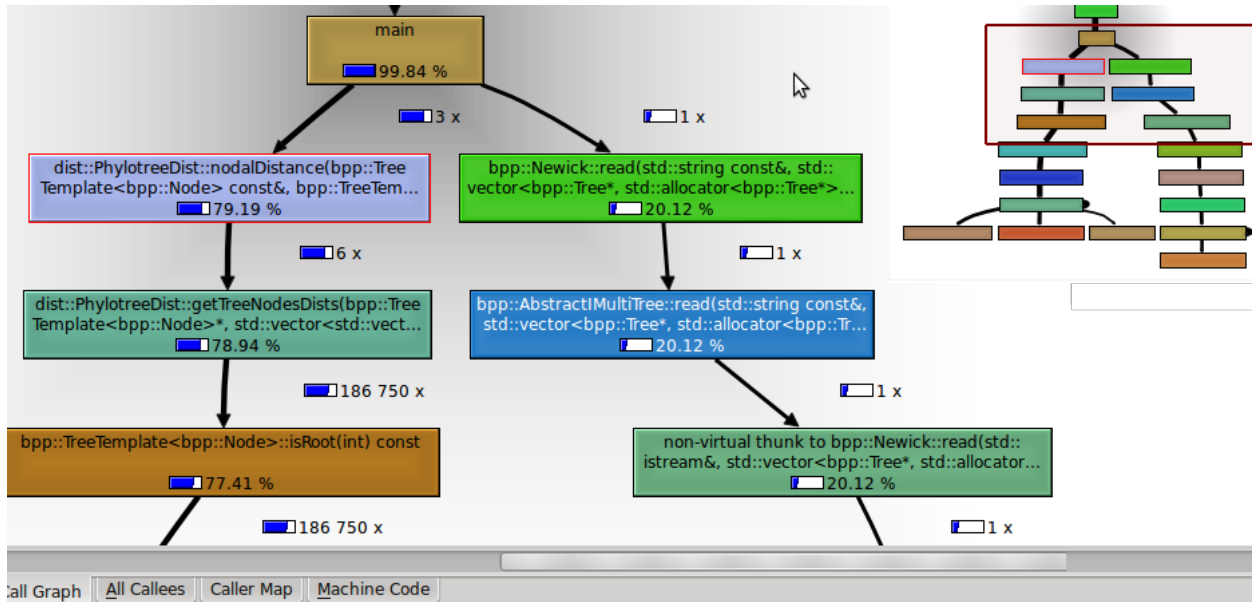 main
99.84 %
3 x
1 x
dist::PhylotreeDist::nodalDistance(bpp::Tree
Template<bpp::Node> const&, bpp::TreeTem...
79.19 %
bpp::Newick::read(std::string const&, std::
vector<bpp::Tree*, std::allocator<bpp::Tree*>...
20.12 %
6 x
1 x
dist::PhylotreeDist::getTreeNodesDists(bpp::Tree
Template<bpp::Node>*, std::vector<std::vect...
78.94 %
bpp::AbstractIMultiTree::read(std::string const&,
std::vector<bpp::Tree*, std::allocator<bpp::Tr...
20.12 %
186 750 x
1 x
bpp::TreeTemplate<bpp::Node>::isRoot(int) const
77.41 %
non-virtual thunk to bpp::Newick::read(std::
istream&, std::vector<bpp::Tree*, std::allocator...
20.12 %
186 750 x
1 x
Call Graph All Callees Caller Map Machine Code